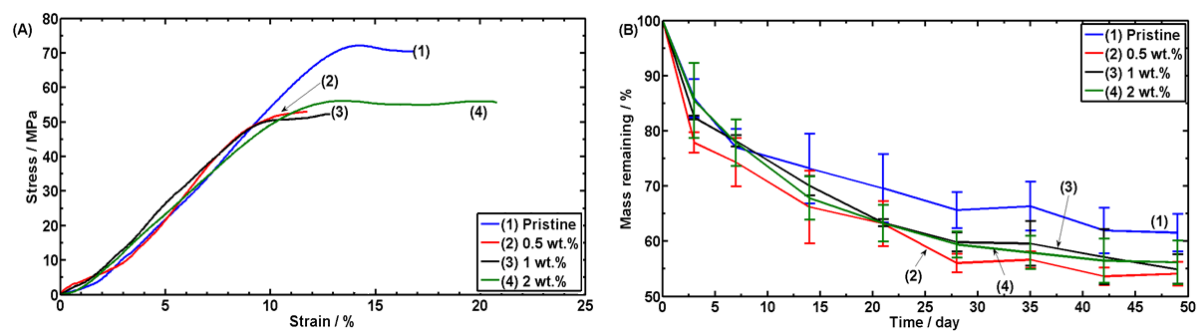 (A)
Stress / MPa
80
70
60
50
40
30
20
10
0
0 5 10 15 20 25
Strain / %
(1)
(2)
(3)
(4)
(1) Pristine
(2) 0.5 wt.%
(3) 1 wt.%
(4) 2 wt.%
(B)
Mass remaining / %
100
90
80
70
60
50
0 5 10 15 20 25 30 35 40 45 50
Time / day
(1) Pristine
(2) 0.5 wt.%
(3) 1 wt.%
(4) 2 wt.%
(3)
(1)
(2)
(4)